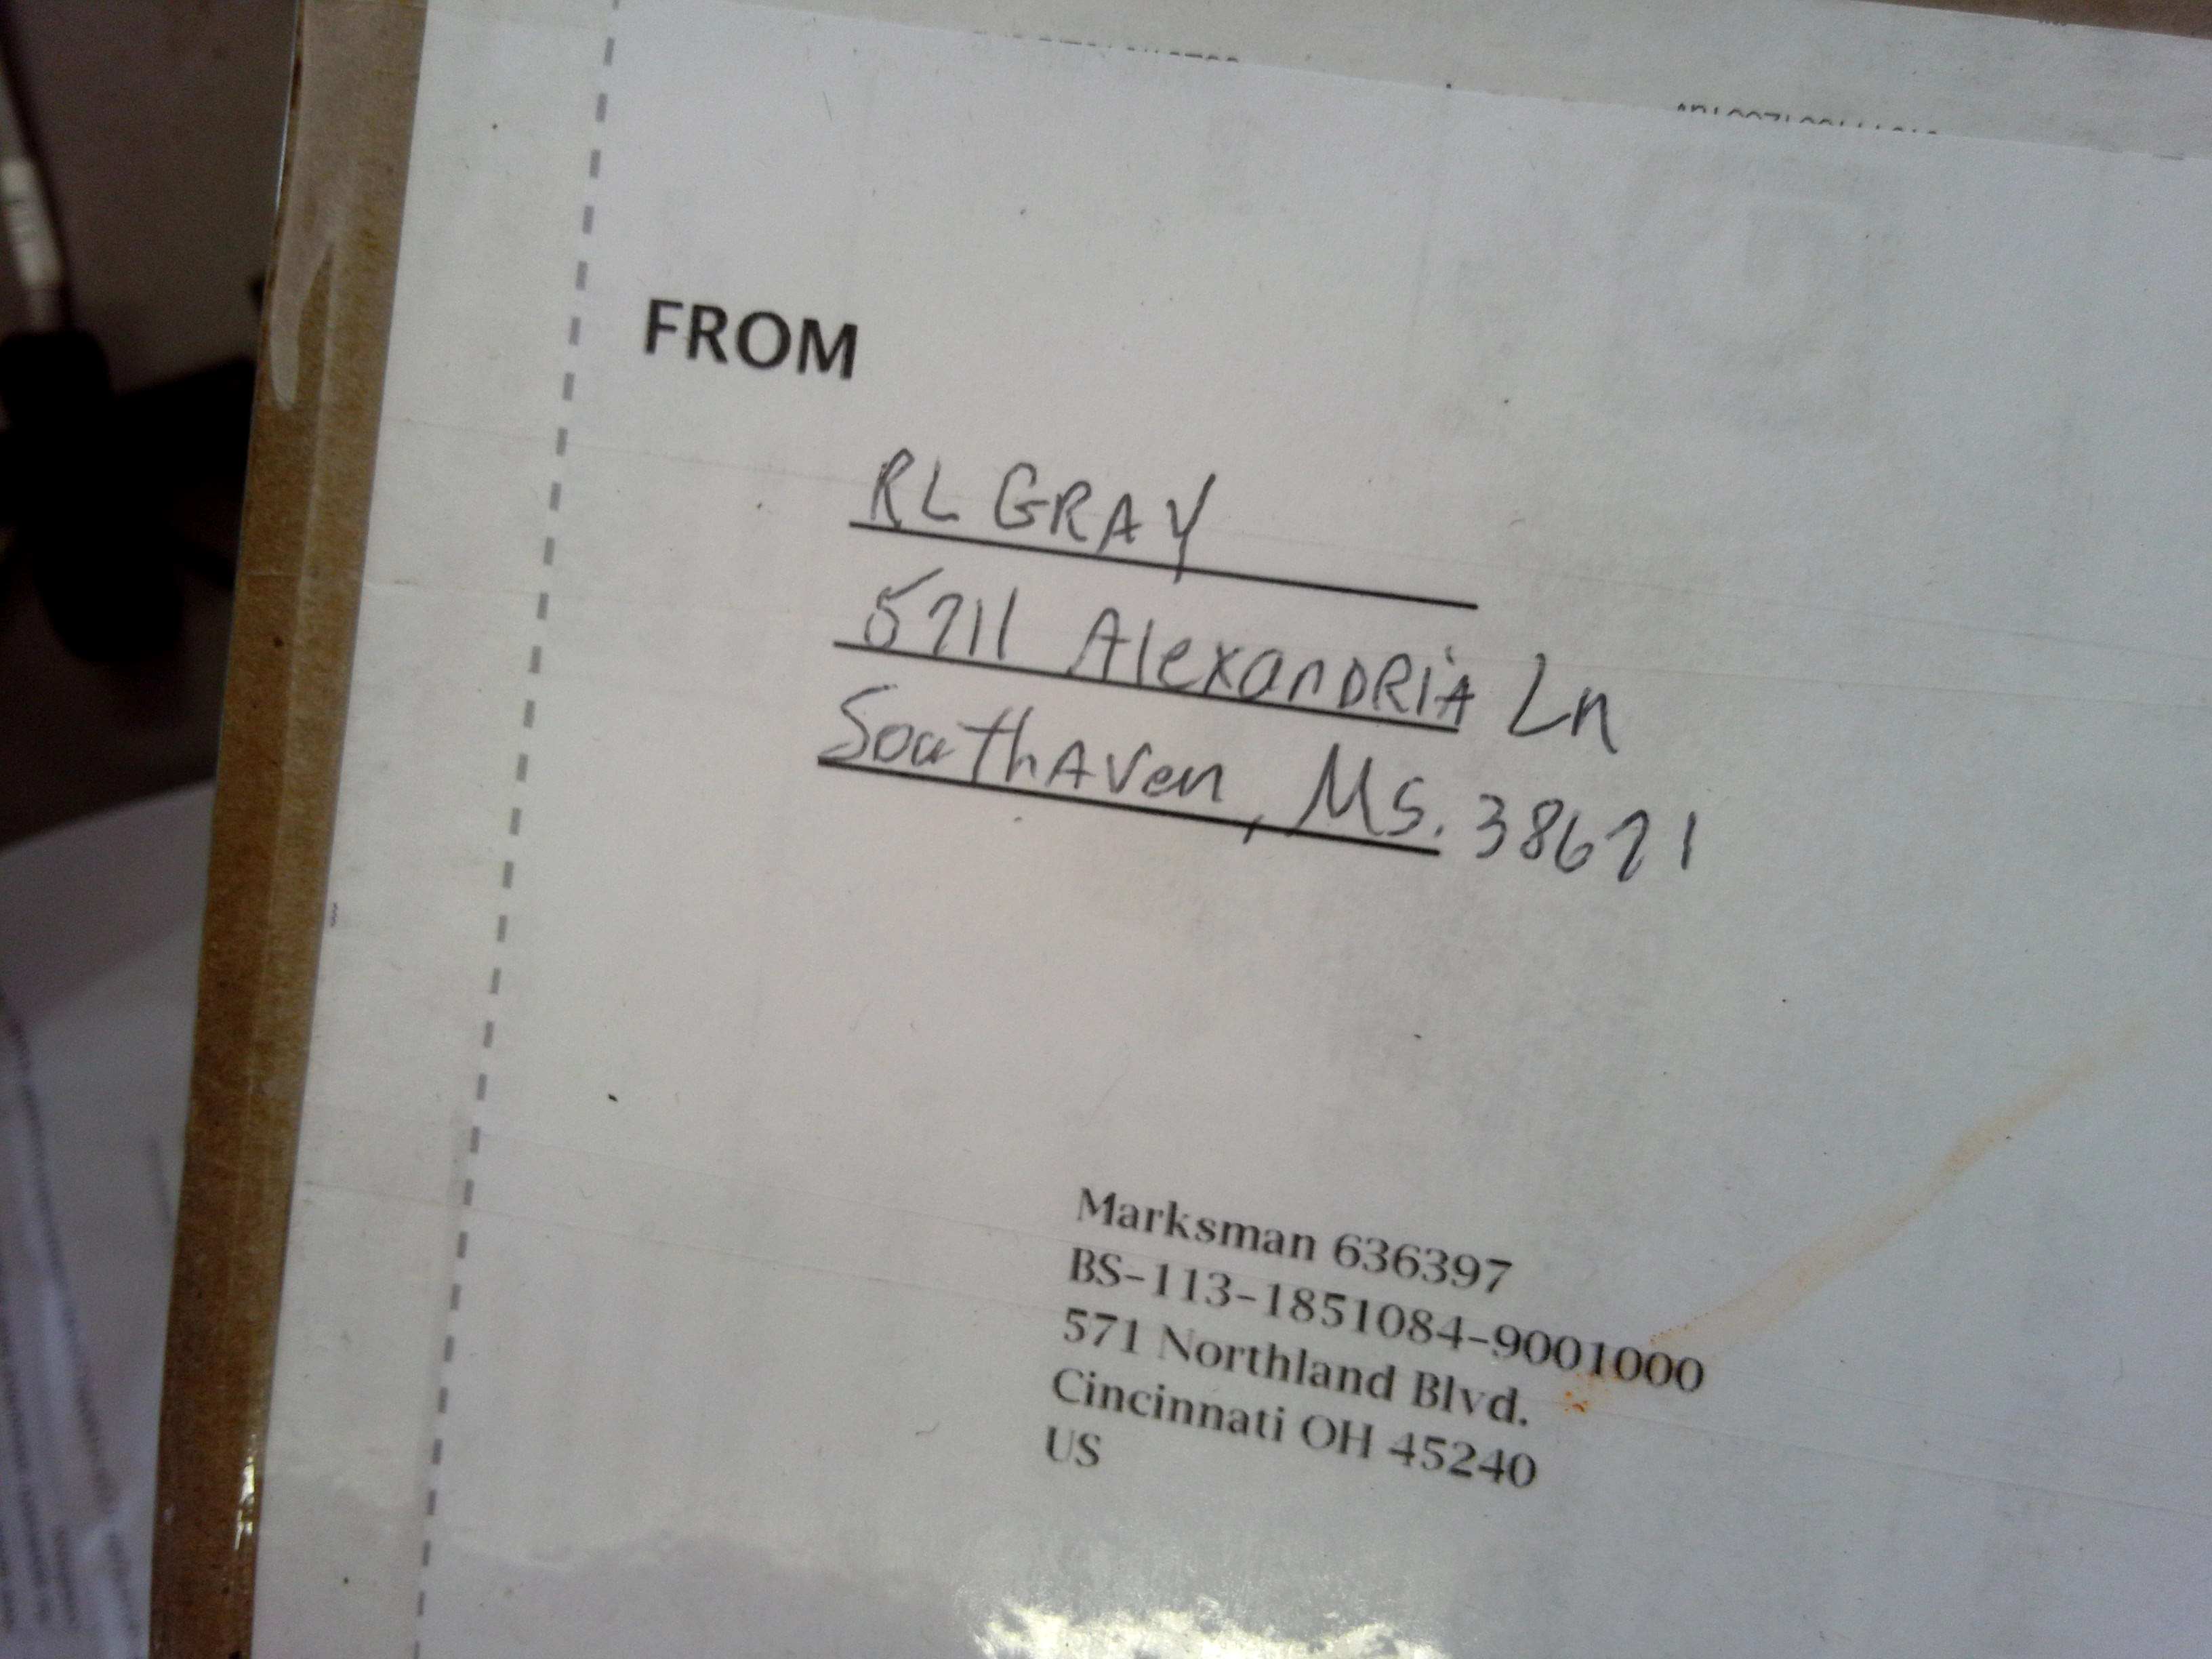 FROM
RL GRAY
5711 Alexandria Ln
Southaven, Ms. 38671
Marksman 636397
BS-113-1851084-9001000
571 Northland Blvd.
Cincinnati OH 45240
US